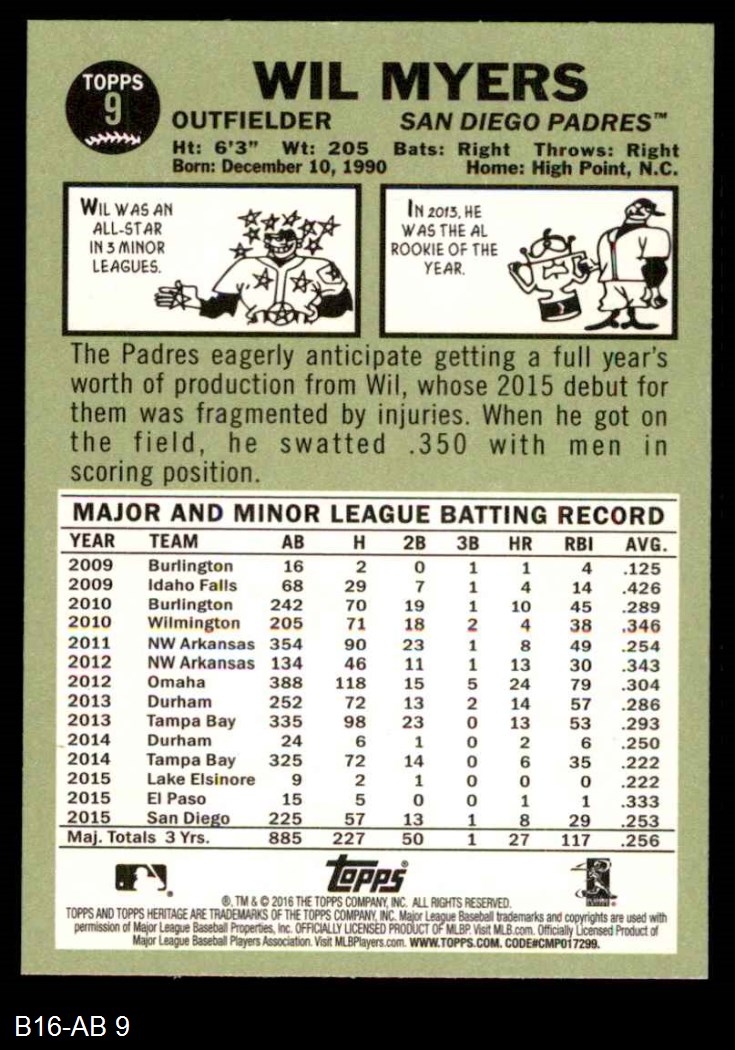 TOPPS
9
WIL MYERS
OUTFIELDER SAN DIEGO PADRES™
Ht: 6'3" Wt: 205 Bats: Right Throws: Right
Born: December 10, 1990 Home: High Point, N.C.
WIL WAS AN
ALL-STAR
IN 3 MINOR
LEAGUES.
IN 2013, HE
WAS THE AL
ROOKIE OF THE
YEAR.
The Padres eagerly anticipate getting a full year's
worth of production from Wil, whose 2015 debut for
them was fragmented by injuries. When he got on
the field, he swatted .350 with men in
scoring position.
MAJOR AND MINOR LEAGUE BATTING RECORD
YEAR TEAM AB H 2B 3B HR RBI AVG.
2009 Burlington 16 2 0 1 1 4 .125
2009 Idaho Falls 68 29 7 1 4 14 .426
2010 Burlington 242 70 19 1 10 45 .289
2010 Wilmington 205 71 18 2 4 38 .346
2011 NW Arkansas 354 90 23 1 8 49 .254
2012 NW Arkansas 134 46 11 1 13 30 .343
2012 Omaha 388 118 15 5 24 79 .304
2013 Durham 252 72 13 2 14 57 .286
2013 Tampa Bay 335 98 23 0 13 53 .293
2014 Durham 24 6 1 0 2 6 .250
2014 Tampa Bay 325 72 14 0 6 35 .222
2015 Lake Elsinore 9 2 1 0 0 0 .222
2015 El Paso 15 5 0 0 1 1 .333
2015 San Diego 225 57 13 1 8 29 .253
Maj. Totals 3 Yrs. 885 227 50 1 27 117 .256
topps®
®, TM & © 2016 THE TOPPS COMPANY, INC. ALL RIGHTS RESERVED.
TOPPS AND TOPPS HERITAGE ARE TRADEMARKS OF THE TOPPS COMPANY, INC. Major League Baseball trademarks and copyrights are used with
permission of Major League Baseball Properties, Inc. OFFICIALLY LICENSED PRODUCT OF MLBP. Visit MLB.com. Officially Licensed Product of
Major League Baseball Players Association. Visit MLBPlayers.com. WWW.TOPPS.COM. CODE#CMP017299.
B16-AB 9